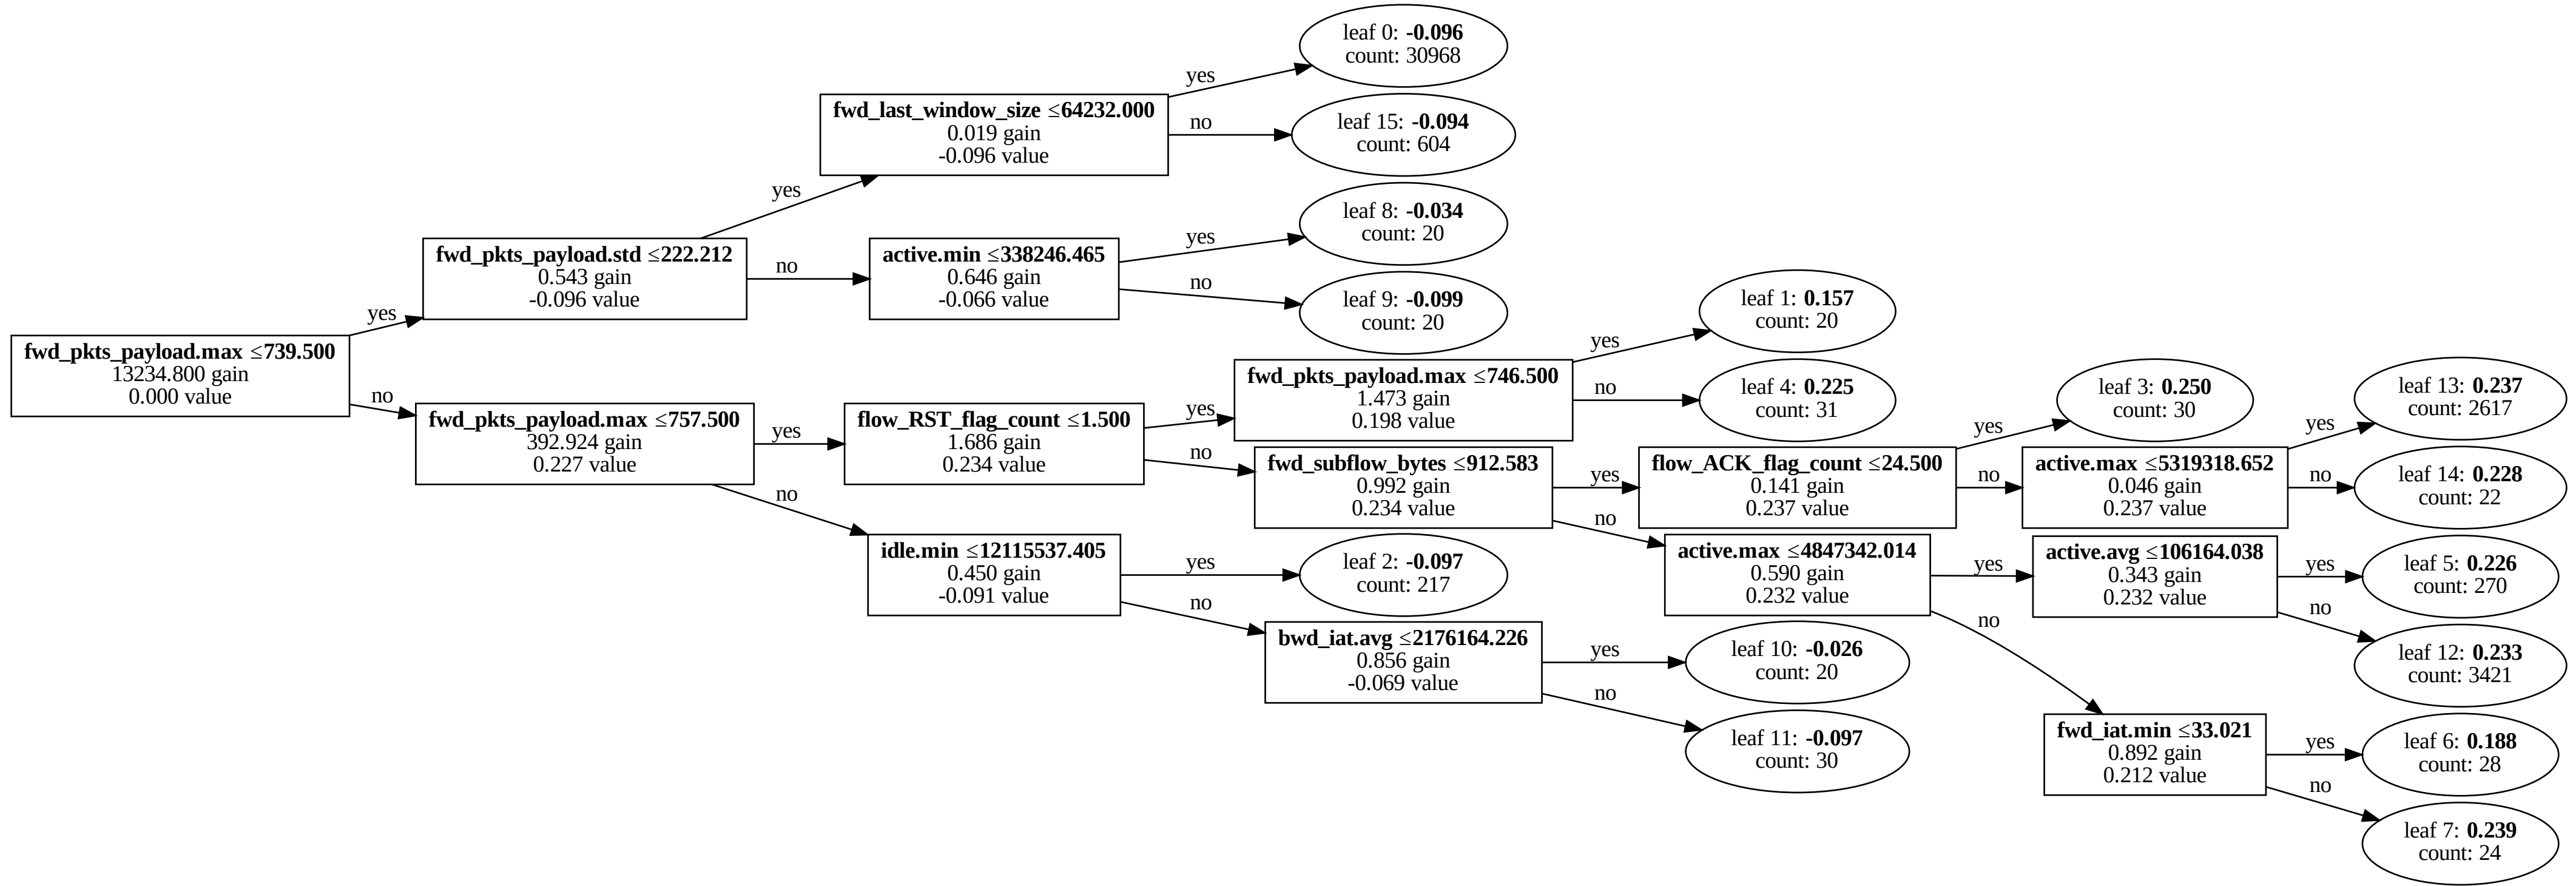 fwd_pkts_payload.max ≤739.500
13234.800 gain
0.000 value
yes
no
fwd_pkts_payload.std ≤222.212
0.543 gain
-0.096 value
yes
no
fwd_last_window_size ≤64232.000
0.019 gain
-0.096 value
yes
no
leaf 0: -0.096
count: 30968
leaf 15: -0.094
count: 604
active.min ≤338246.465
0.646 gain
-0.066 value
yes
no
leaf 8: -0.034
count: 20
leaf 9: -0.099
count: 20
fwd_pkts_payload.max ≤757.500
392.924 gain
0.227 value
yes
no
flow_RST_flag_count ≤1.500
1.686 gain
0.234 value
yes
no
fwd_pkts_payload.max ≤746.500
1.473 gain
0.198 value
yes
no
leaf 1: 0.157
count: 20
leaf 4: 0.225
count: 31
fwd_subflow_bytes ≤912.583
0.992 gain
0.234 value
yes
no
flow_ACK_flag_count ≤24.500
0.141 gain
0.237 value
yes
no
leaf 3: 0.250
count: 30
active.max ≤5319318.652
0.046 gain
0.237 value
yes
no
leaf 13: 0.237
count: 2617
leaf 14: 0.228
count: 22
active.max ≤4847342.014
0.590 gain
0.232 value
yes
no
active.avg ≤106164.038
0.343 gain
0.232 value
yes
no
leaf 5: 0.226
count: 270
leaf 12: 0.233
count: 3421
fwd_iat.min ≤33.021
0.892 gain
0.212 value
yes
no
leaf 6: 0.188
count: 28
leaf 7: 0.239
count: 24
idle.min ≤12115537.405
0.450 gain
-0.091 value
yes
no
leaf 2: -0.097
count: 217
bwd_iat.avg ≤2176164.226
0.856 gain
-0.069 value
yes
no
leaf 10: -0.026
count: 20
leaf 11: -0.097
count: 30